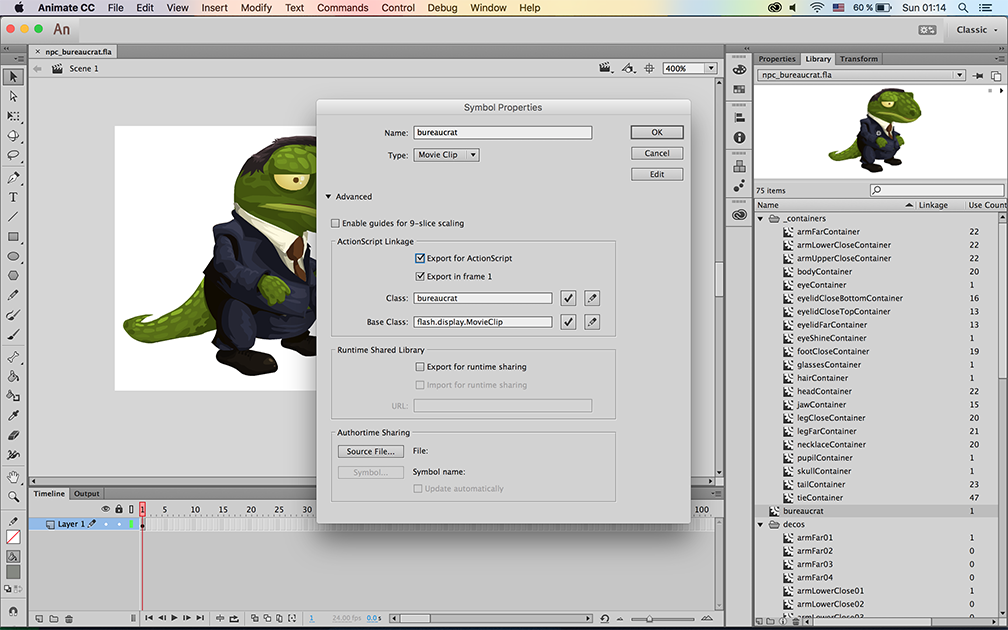 Animate CC File Edit View Insert Modify Text Commands Control Debug Window Help 60 % Sun 01:14
An Classic
× npc_bureaucrat.fla
Scene 1 400%
Symbol Properties
Name: bureaucrat OK
Type: Movie Clip Cancel
Edit
Advanced
Enable guides for 9-slice scaling
ActionScript Linkage
Export for ActionScript
Export in frame 1
Class: bureaucrat
Base Class: flash.display.MovieClip
Runtime Shared Library
Export for runtime sharing
Import for runtime sharing
URL:
Authortime Sharing
Source File... File:
Symbol... Symbol name:
Update automatically
Properties Library Transform
npc_bureaucrat.fla
75 items
Name Linkage Use Count
_containers
armFarContainer 22
armLowerCloseContainer 22
armUpperCloseContainer 22
bodyContainer 20
eyeContainer 1
eyelidCloseBottomContainer 16
eyelidCloseTopContainer 13
eyelidFarContainer 13
eyeShineContainer 1
footCloseContainer 19
glassesContainer 1
hairContainer 1
headContainer 22
jawContainer 15
legCloseContainer 20
legFarContainer 21
necklaceContainer 20
pupilContainer 1
skullContainer 1
tailContainer 23
tieContainer 47
bureaucrat 1
decos
armFar01 1
armFar02 0
armFar03 0
armFar04 0
armLowerClose01 1
armLowerClose02 0
Timeline Output
1 5 10 15 20 25 30 100
Layer 1
1 24.00 fps 0.0 s